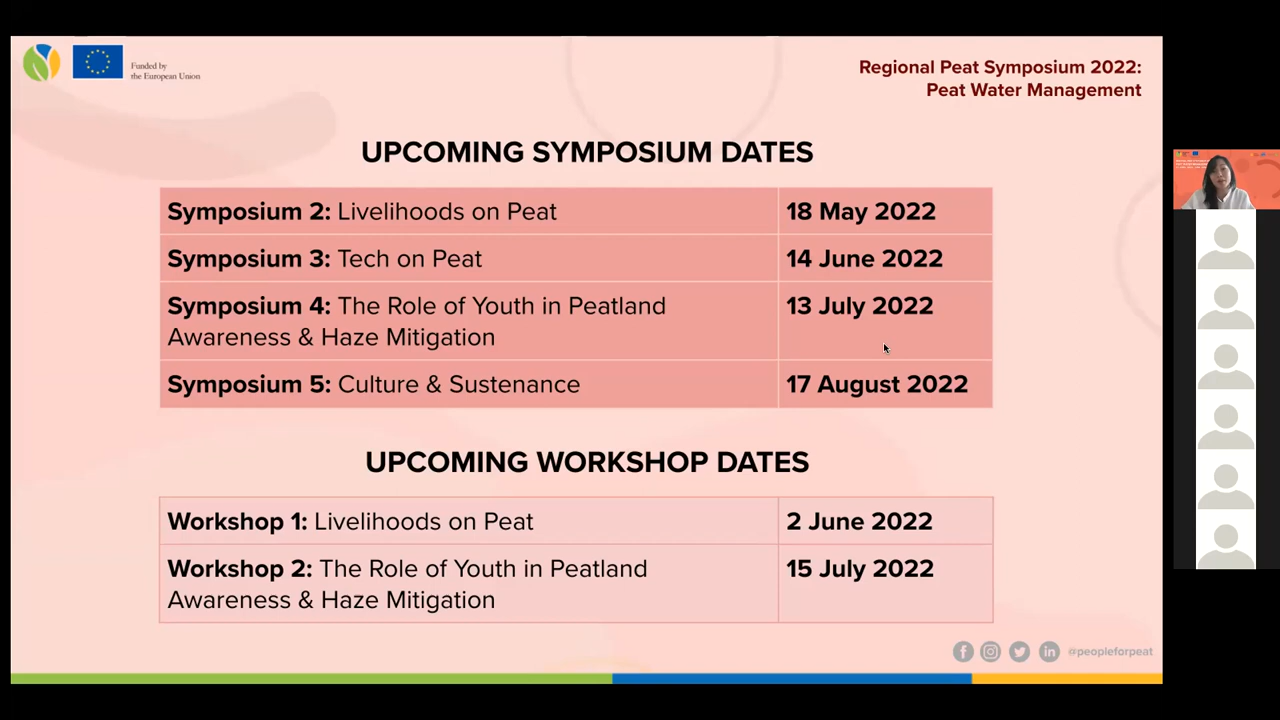 Funded by
the European Union
Regional Peat Symposium 2022:
Peat Water Management
UPCOMING SYMPOSIUM DATES
Symposium 2: Livelihoods on Peat 18 May 2022
Symposium 3: Tech on Peat 14 June 2022
Symposium 4: The Role of Youth in Peatland 13 July 2022
Awareness & Haze Mitigation
Symposium 5: Culture & Sustenance 17 August 2022
UPCOMING WORKSHOP DATES
Workshop 1: Livelihoods on Peat 2 June 2022
Workshop 2: The Role of Youth in Peatland 15 July 2022
Awareness & Haze Mitigation
@peopleforpeat